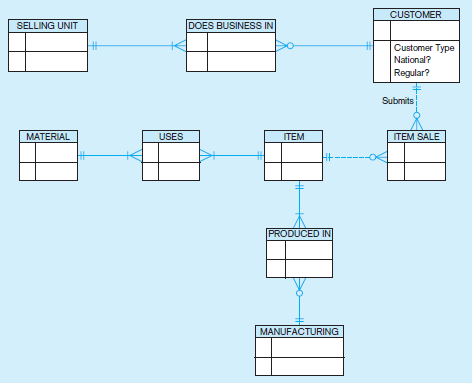 CUSTOMER
SELLING UNIT
DOES BUSINESS IN
Customer Type
National?
Regular?
Submits
MATERIAL
USES
ITEM
ITEM SALE
PRODUCED IN
MANUFACTURING